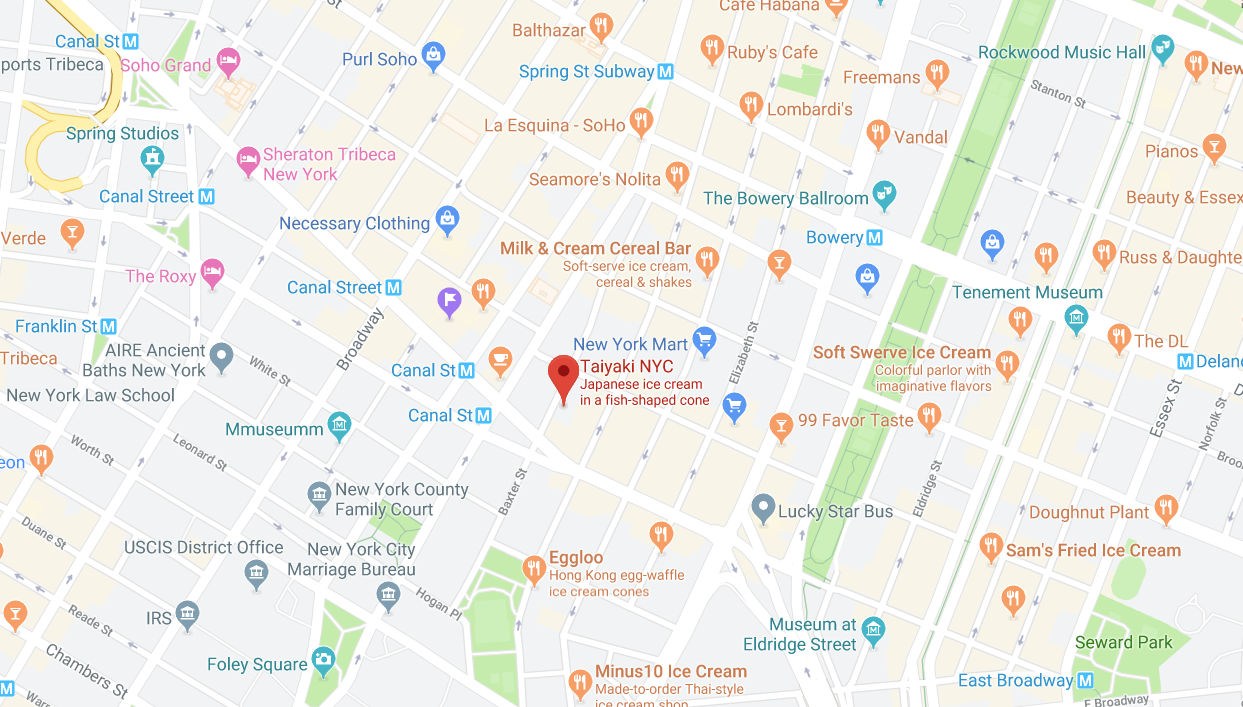 Cafe Habana
Balthazar
Canal St M
Ruby's Cafe
Rockwood Music Hall
ports Tribeca
Soho Grand
Purl Soho
Spring St Subway M
Freemans
New
Stanton St
Lombardi's
La Esquina - SoHo
Spring Studios
Vandal
Pianos
Sheraton Tribeca
New York
Seamore's Nolita
Canal Street M
The Bowery Ballroom
Beauty & Essex
Necessary Clothing
Verde
Bowery M
Milk & Cream Cereal Bar
Soft-serve ice cream,
cereal & shakes
Russ & Daughte
The Roxy
Canal Street M
Tenement Museum
Franklin St M
Broadway
New York Mart
Elizabeth St
The DL
Tribeca
AIRE Ancient
Baths New York
White St
Canal St M
Taiyaki NYC
Japanese ice cream
in a fish-shaped cone
Soft Swerve Ice Cream
Colorful parlor with
imaginative flavors
M Delanc
New York Law School
Canal St M
Essex St
Norfolk St
Mmuseumm
99 Favor Taste
Worth St
Leonard St
eon
Broo
Baxter St
Eldridge St
New York County
Family Court
Lucky Star Bus
Doughnut Plant
Duane St
USCIS District Office
New York City
Marriage Bureau
Eggloo
Hong Kong egg-waffle
ice cream cones
Sam's Fried Ice Cream
Hogan Pl
IRS
Reade St
Museum at
Eldridge Street
Seward Park
Foley Square
Chambers St
Minus10 Ice Cream
Made-to-order Thai-style
ice cream shop
East Broadway M
M
Warr
E Broadway